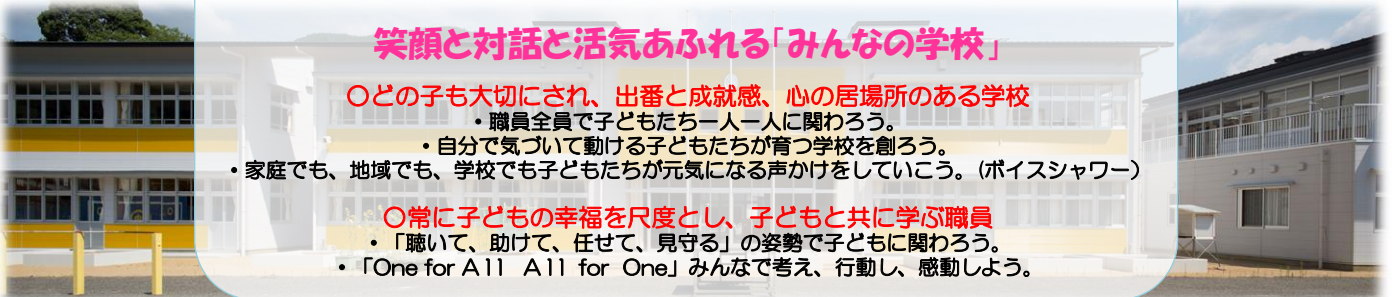 笑顔と対話と活気あふれる「みんなの学校」
〇どの子も大切にされ、出番と成就感、心の居場所のある学校
・職員全員で子どもたち一人一人に関わろう。
・自分で気づいて動ける子どもたちが育つ学校を創ろう。
・家庭でも、地域でも、学校でも子どもたちが元気になる声かけをしていこう。(ボイスシャワー)
〇常に子どもの幸福を尺度とし、子どもと共に学ぶ職員
・「聴いて、助けて、任せて、見守る」の姿勢で子どもに関わろう。
・「One for Ａll　Ａll for One」みんなで考え、行動し、感動しよう。